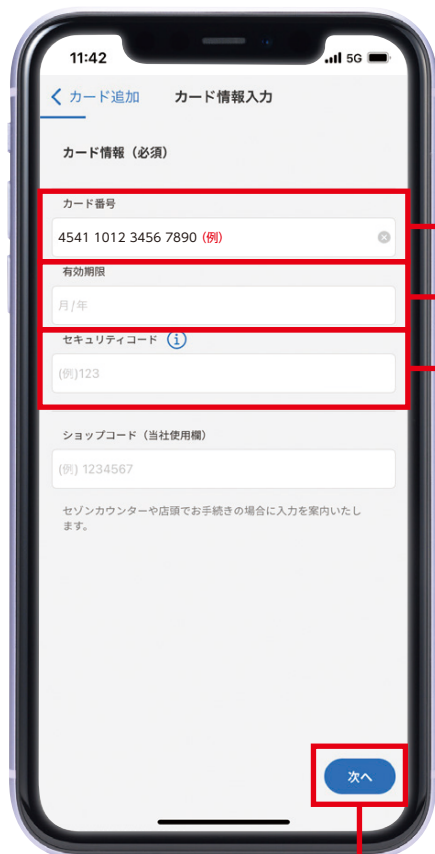 11:42
5G
カード追加 カード情報入力
カード情報（必須）
カード番号
4541 1012 3456 7890 (例)
有効期限
月/年
セキュリティコード
(例)123
ショップコード（当社使用欄）
(例) 1234567
セゾンカウンターや店頭でお手続きの場合に入力を案内いたし
ます。
次へ